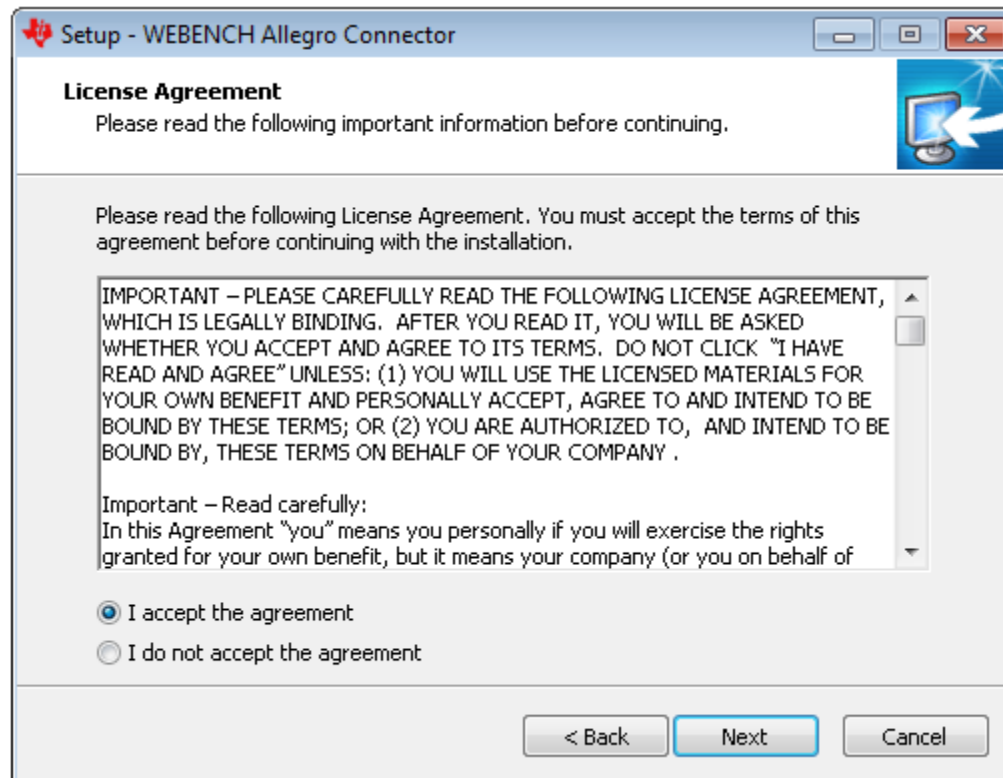 Setup - WEBENCH Allegro Connector
License Agreement
Please read the following important information before continuing.
Please read the following License Agreement. You must accept the terms of this
agreement before continuing with the installation.
IMPORTANT – PLEASE CAREFULLY READ THE FOLLOWING LICENSE AGREEMENT,
WHICH IS LEGALLY BINDING.  AFTER YOU READ IT, YOU WILL BE ASKED
WHETHER YOU ACCEPT AND AGREE TO ITS TERMS.  DO NOT CLICK “I HAVE
READ AND AGREE” UNLESS: (1) YOU WILL USE THE LICENSED MATERIALS FOR
YOUR OWN BENEFIT AND PERSONALLY ACCEPT, AGREE TO AND INTEND TO BE
BOUND BY THESE TERMS; OR (2) YOU ARE AUTHORIZED TO,  AND INTEND TO BE
BOUND BY, THESE TERMS ON BEHALF OF YOUR COMPANY .
Important – Read carefully:
In this Agreement “you” means you personally if you will exercise the rights
granted for your own benefit, but it means your company (or you on behalf of
I accept the agreement
I do not accept the agreement
< Back Next Cancel